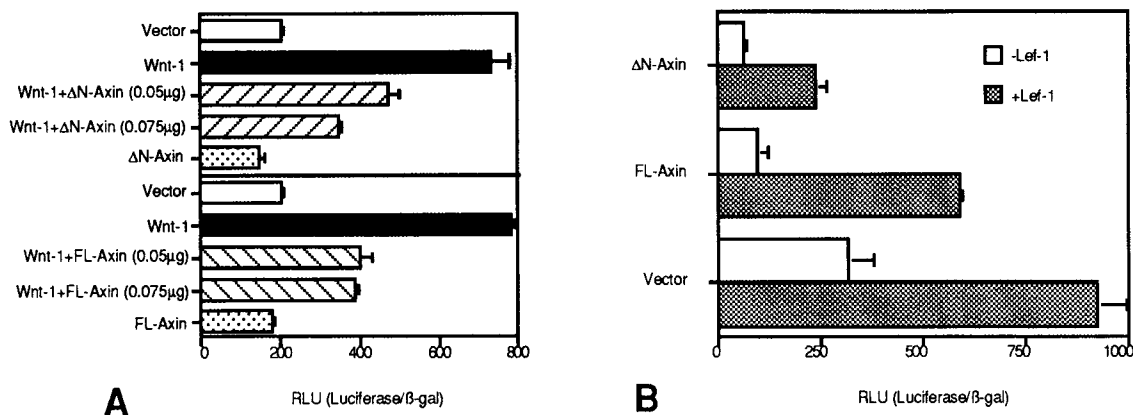 Vector
Wnt-1
Wnt-1+ΔN-Axin (0.05µg)
Wnt-1+ΔN-Axin (0.075µg)
ΔN-Axin
Vector
Wnt-1
Wnt-1+FL-Axin (0.05µg)
Wnt-1+FL-Axin (0.075µg)
FL-Axin
0 200 400 600 800
RLU (Luciferase/ß-gal)
A
ΔN-Axin
FL-Axin
Vector
-Lef-1
+Lef-1
0 250 500 750 1000
RLU (Luciferase/ß-gal)
B